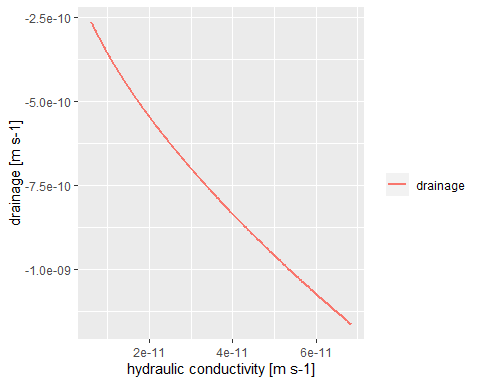 -2.5e-10
-5.0e-10
-7.5e-10
-1.0e-09
drainage [m s-1]
2e-11 4e-11 6e-11
hydraulic conductivity [m s-1]
drainage